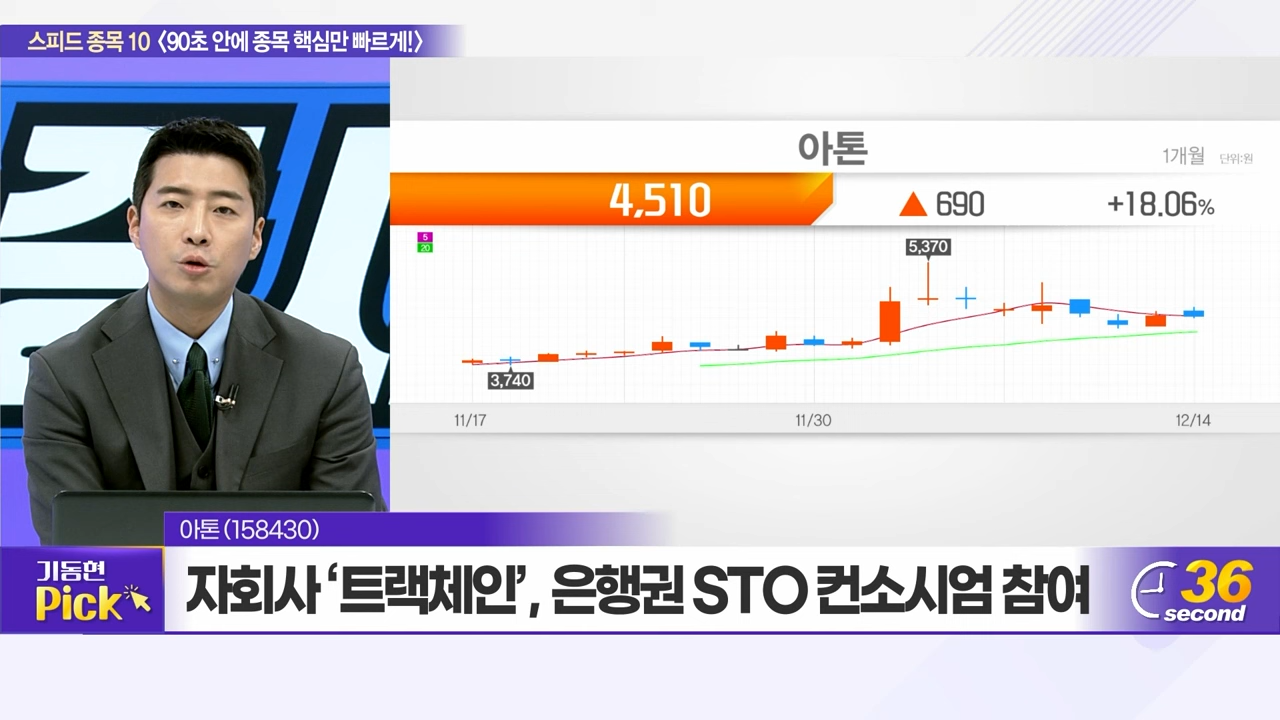 스피드 종목 10 <90초 안에 종목 핵심만 빠르게!>
아톤
1개월 단위:원
4,510 ▲ 690 +18.06%
5
20
5,370
3,740
11/17 11/30 12/14
아톤(158430)
기동현
Pick
자회사 ‘트랙체인’, 은행권 STO 컨소시엄 참여
36
second